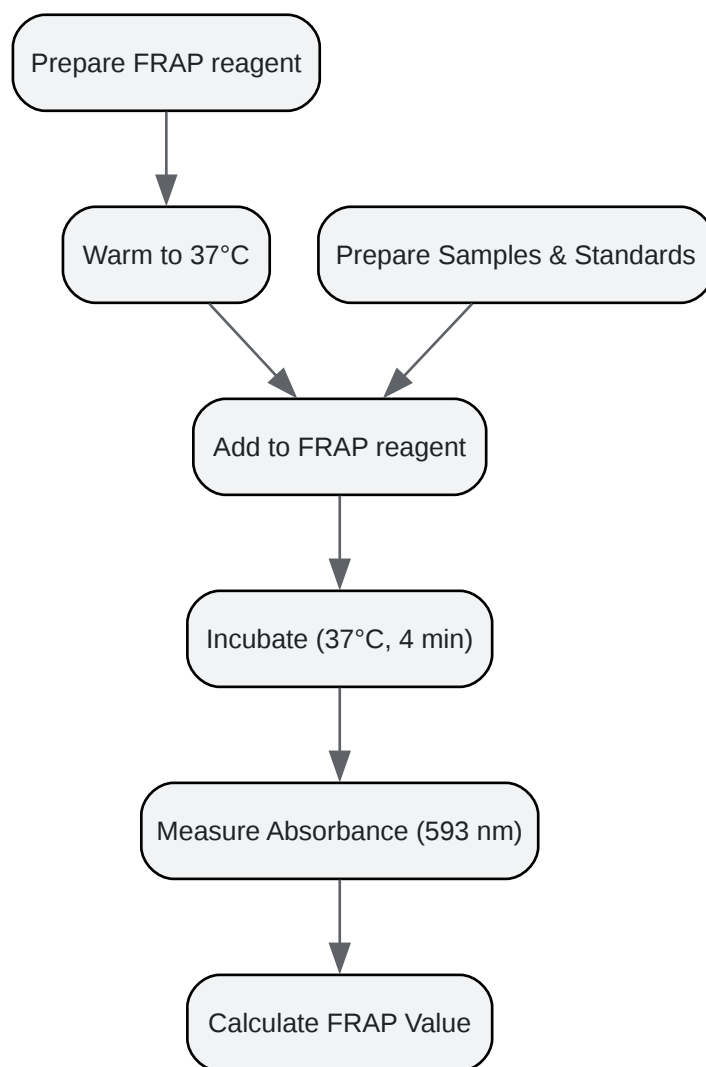 Prepare FRAP reagent
Warm to 37°C
Prepare Samples & Standards
Add to FRAP reagent
Incubate (37°C, 4 min)
Measure Absorbance (593 nm)
Calculate FRAP Value